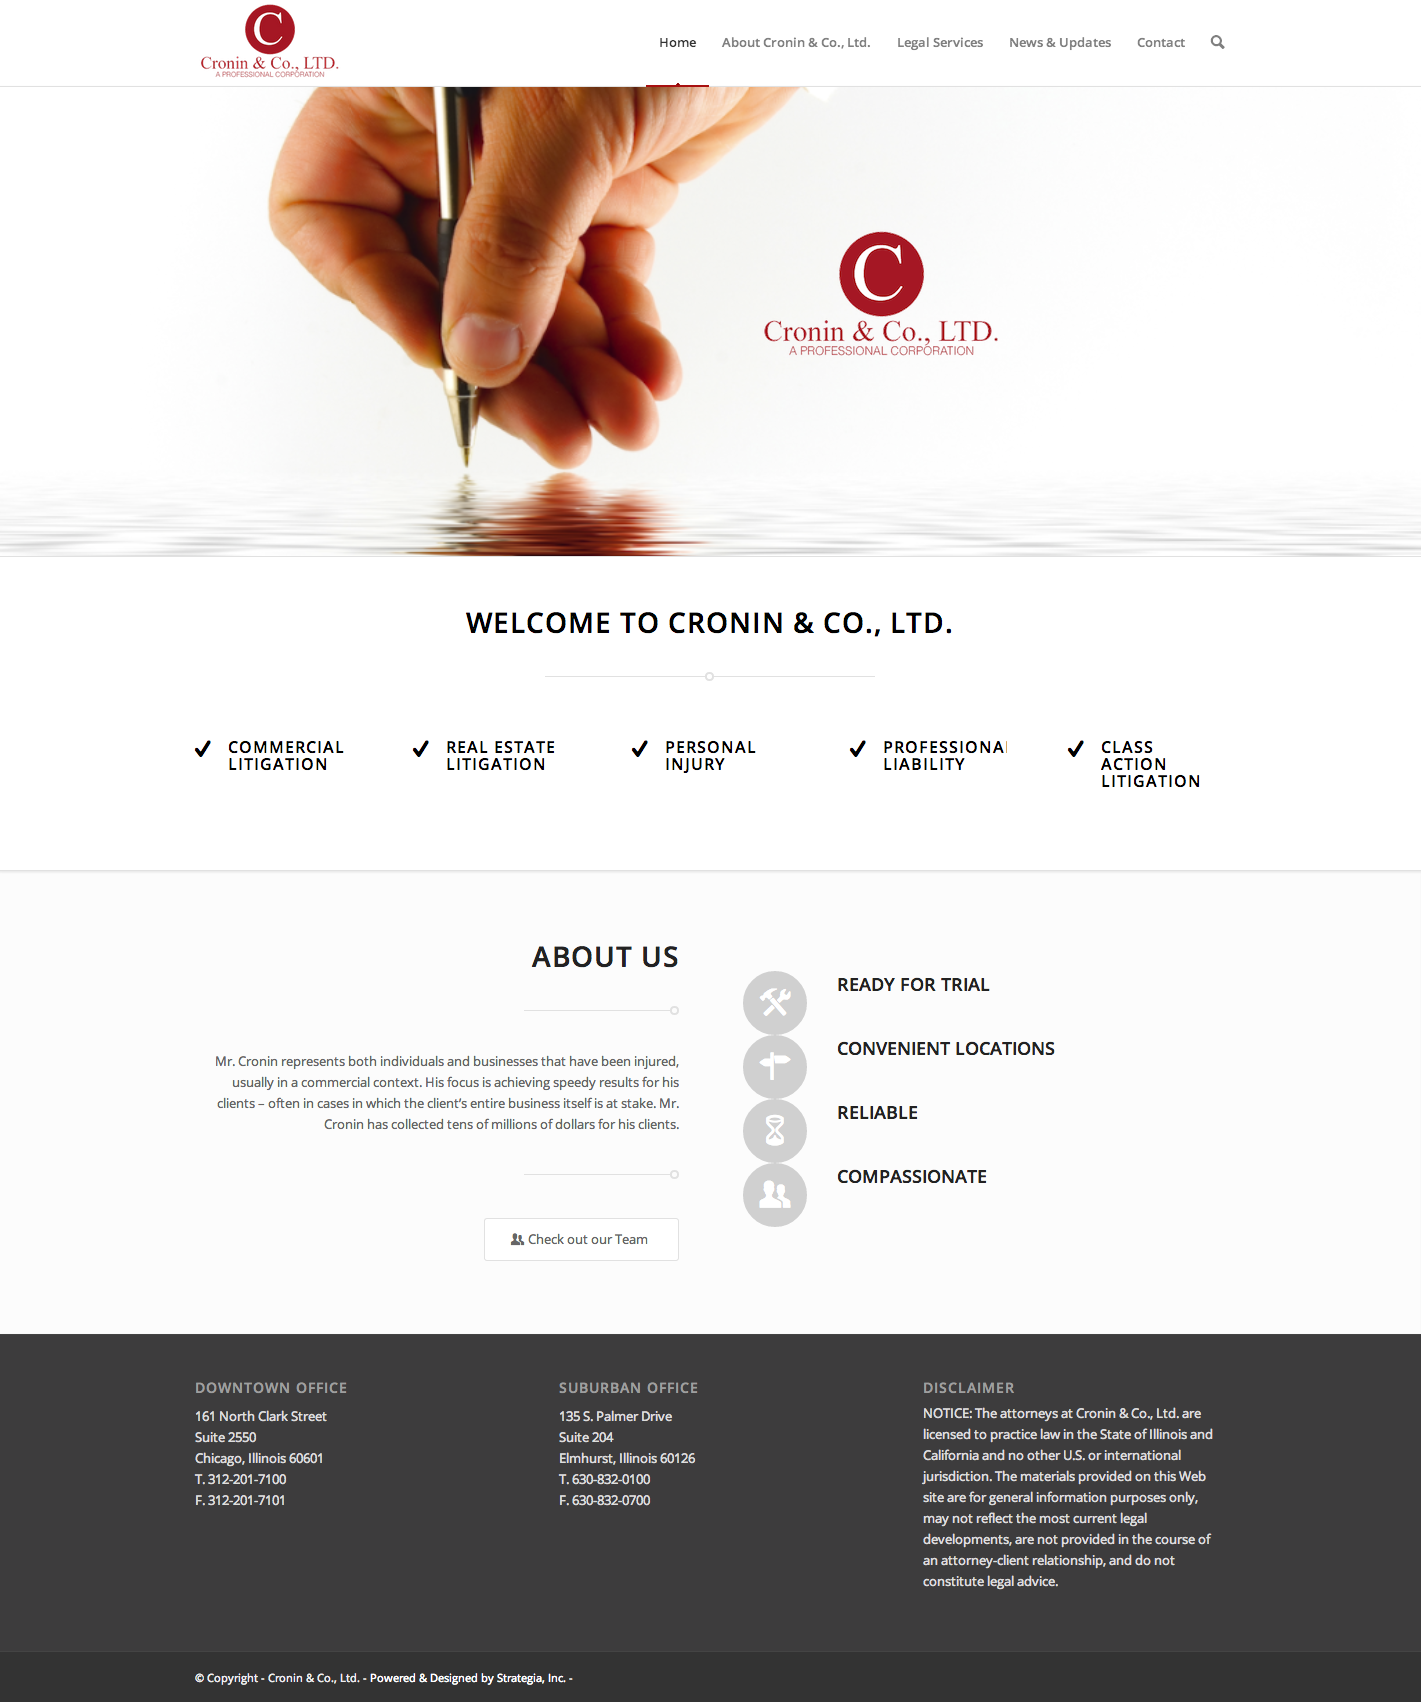 C
Cronin & Co., LTD.
A PROFESSIONAL CORPORATION
Home
About Cronin & Co., Ltd.
Legal Services
News & Updates
Contact
C
Cronin & Co., LTD.
A PROFESSIONAL CORPORATION
WELCOME TO CRONIN & CO., LTD.
COMMERCIAL
LITIGATION
REAL ESTATE
LITIGATION
PERSONAL
INJURY
PROFESSIONAL
LIABILITY
CLASS
ACTION
LITIGATION
ABOUT US
Mr. Cronin represents both individuals and businesses that have been injured,
usually in a commercial context. His focus is achieving speedy results for his
clients – often in cases in which the client’s entire business itself is at stake. Mr.
Cronin has collected tens of millions of dollars for his clients.
Check out our Team
READY FOR TRIAL
CONVENIENT LOCATIONS
RELIABLE
COMPASSIONATE
DOWNTOWN OFFICE
161 North Clark Street
Suite 2550
Chicago, Illinois 60601
T. 312-201-7100
F. 312-201-7101
SUBURBAN OFFICE
135 S. Palmer Drive
Suite 204
Elmhurst, Illinois 60126
T. 630-832-0100
F. 630-832-0700
DISCLAIMER
NOTICE: The attorneys at Cronin & Co., Ltd. are
licensed to practice law in the State of Illinois and
California and no other U.S. or international
jurisdiction. The materials provided on this Web
site are for general information purposes only,
may not reflect the most current legal
developments, are not provided in the course of
an attorney-client relationship, and do not
constitute legal advice.
© Copyright - Cronin & Co., Ltd. - Powered & Designed by Strategia, Inc. -